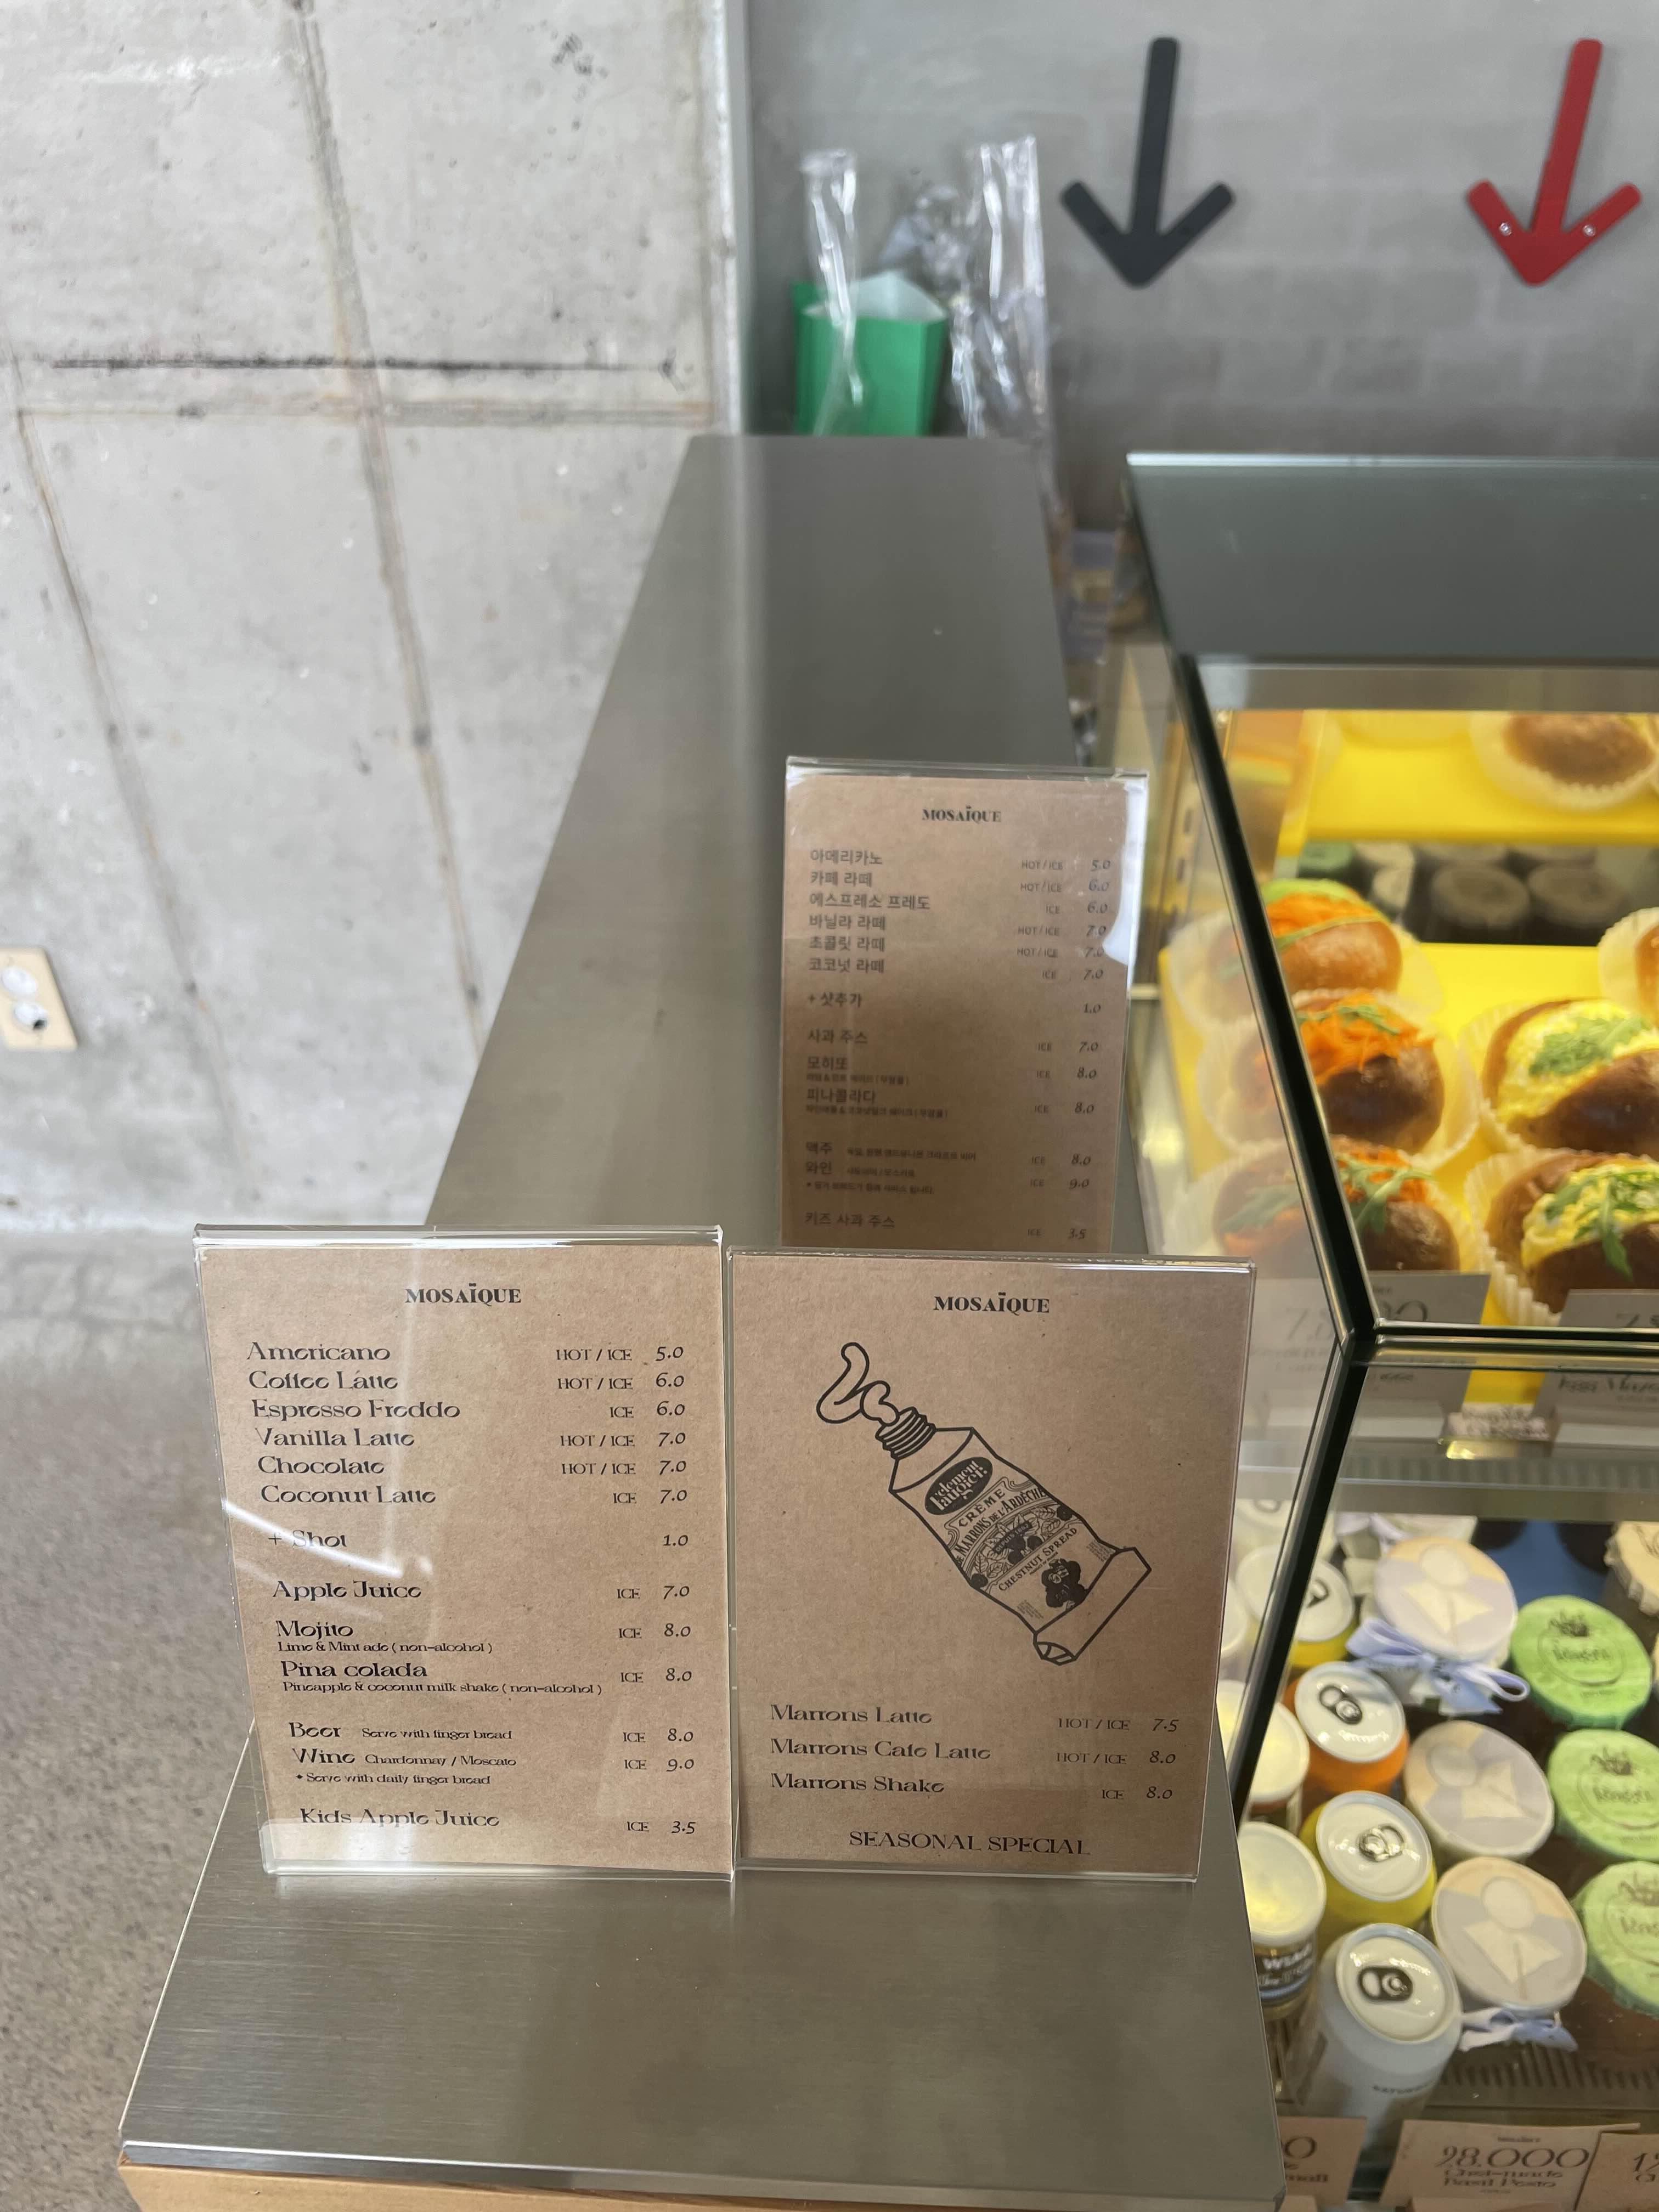 MOSAÏQUE
아메리카노 HOT / ICE 5.0
카페 라떼 HOT / ICE 6.0
에스프레소 프레도 ICE 6.0
바닐라 라떼 HOT / ICE 7.0
초콜릿 라떼 HOT / ICE 7.0
코코넛 라떼 ICE 7.0
+ 샷추가 1.0
사과 주스 ICE 7.0
모히또 ICE 8.0
피나콜라다 ICE 8.0
맥주 ICE 8.0
와인 ICE 9.0
키즈 사과 주스 ICE 3.5
MOSAÏQUE
Americano HOT / ICE 5.0
Coffee Látte HOT / ICE 6.0
Espresso Freddo ICE 6.0
Vanilla Latte HOT / ICE 7.0
Chocolate HOT / ICE 7.0
Coconut Latte ICE 7.0
+ Shot 1.0
Apple Juice ICE 7.0
Mojito ICE 8.0
Lime & Mint ade ( non-alcohol )
Pina colada ICE 8.0
Pineapple & coconut milk shake ( non-alcohol )
Beer Serve with finger bread ICE 8.0
Wine Chardonnay / Moscato ICE 9.0
* Serve with daily finger bread
Kids Apple Juice ICE 3.5
MOSAÏQUE
clement faugier
CRÈME
DE MARRONS DE L'ARDÈCHE
CHESTNUT SPREAD
Marrons Latte HOT / ICE 7.5
Marrons Cafe Latte HOT / ICE 8.0
Marrons Shake ICE 8.0
SEASONAL SPECIAL
28.000
Chef-made
Basil Pesto